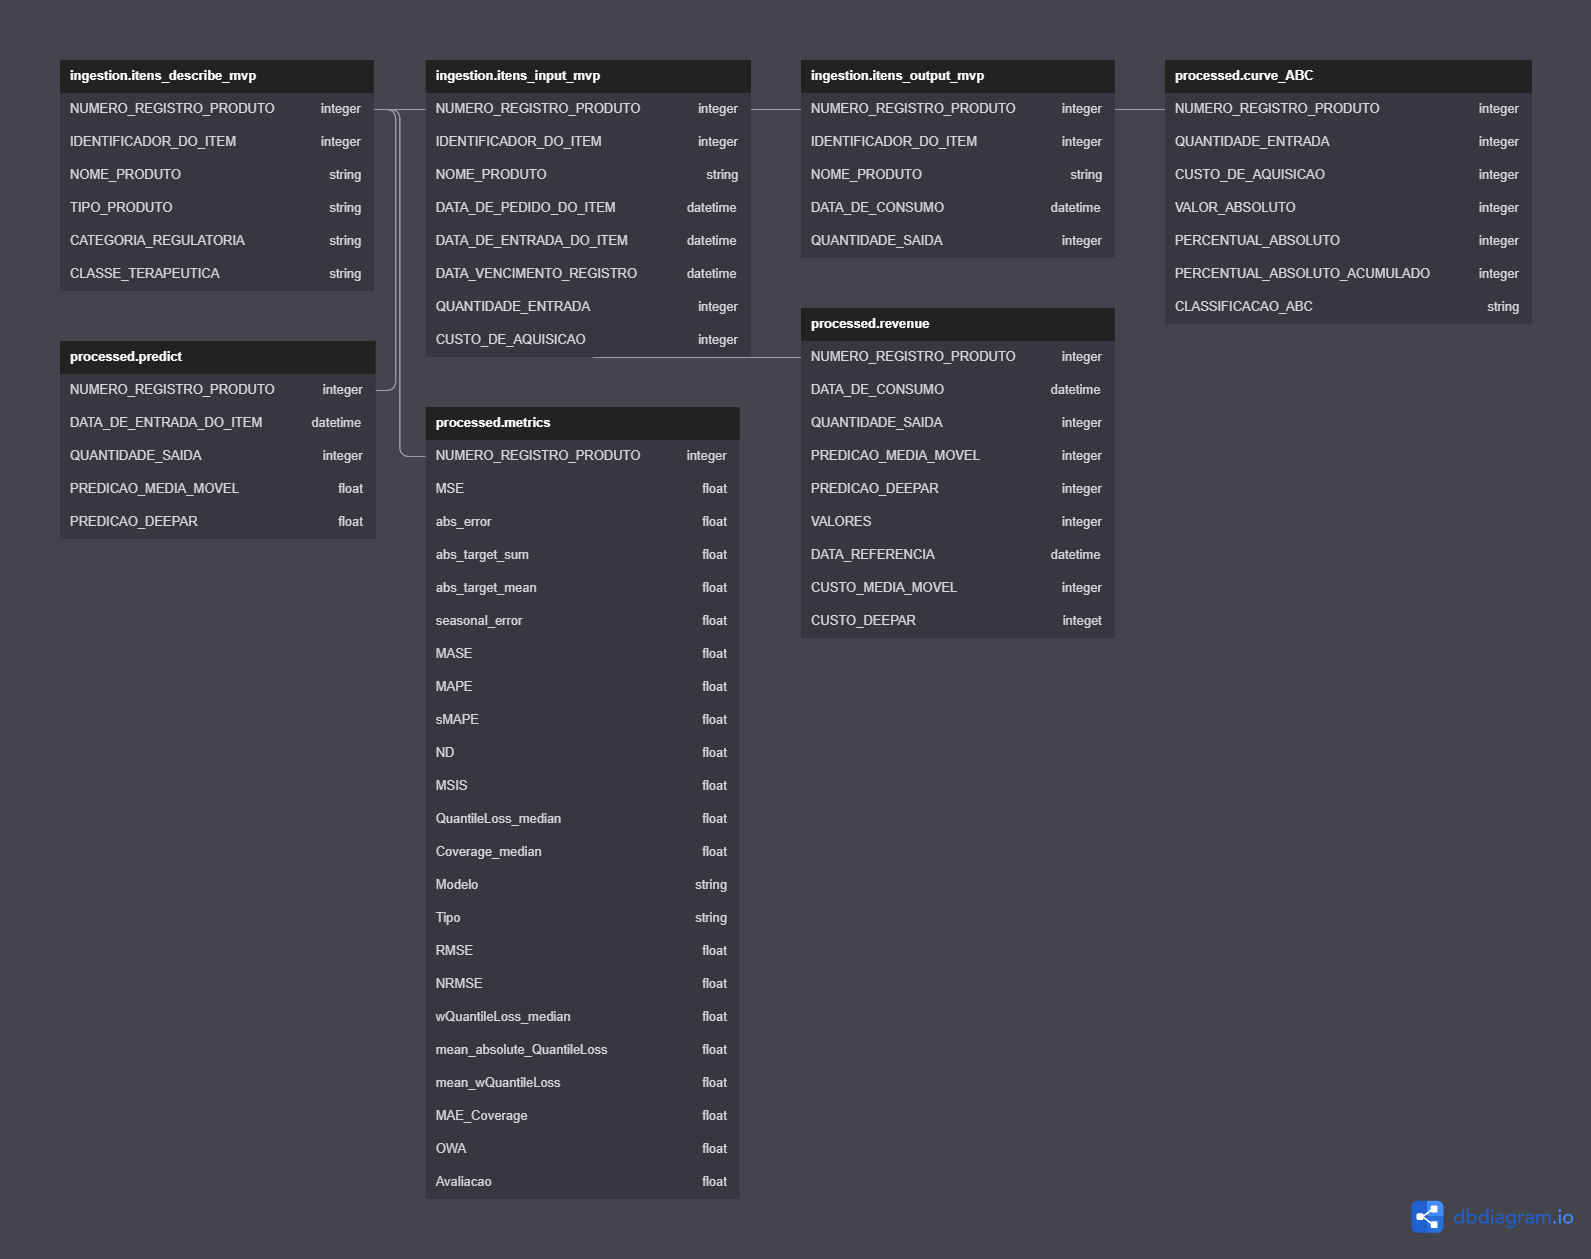 ingestion.itens_describe_mvp
NUMERO_REGISTRO_PRODUTO integer
IDENTIFICADOR_DO_ITEM integer
NOME_PRODUTO string
TIPO_PRODUTO string
CATEGORIA_REGULATORIA string
CLASSE_TERAPEUTICA string
processed.predict
NUMERO_REGISTRO_PRODUTO integer
DATA_DE_ENTRADA_DO_ITEM datetime
QUANTIDADE_SAIDA integer
PREDICAO_MEDIA_MOVEL float
PREDICAO_DEEPAR float
ingestion.itens_input_mvp
NUMERO_REGISTRO_PRODUTO integer
IDENTIFICADOR_DO_ITEM integer
NOME_PRODUTO string
DATA_DE_PEDIDO_DO_ITEM datetime
DATA_DE_ENTRADA_DO_ITEM datetime
DATA_VENCIMENTO_REGISTRO datetime
QUANTIDADE_ENTRADA integer
CUSTO_DE_AQUISICAO integer
processed.metrics
NUMERO_REGISTRO_PRODUTO integer
MSE float
abs_error float
abs_target_sum float
abs_target_mean float
seasonal_error float
MASE float
MAPE float
sMAPE float
ND float
MSIS float
QuantileLoss_median float
Coverage_median float
Modelo string
Tipo string
RMSE float
NRMSE float
wQuantileLoss_median float
mean_absolute_QuantileLoss float
mean_wQuantileLoss float
MAE_Coverage float
OWA float
Avaliacao float
ingestion.itens_output_mvp
NUMERO_REGISTRO_PRODUTO integer
IDENTIFICADOR_DO_ITEM integer
NOME_PRODUTO string
DATA_DE_CONSUMO datetime
QUANTIDADE_SAIDA integer
processed.revenue
NUMERO_REGISTRO_PRODUTO integer
DATA_DE_CONSUMO datetime
QUANTIDADE_SAIDA integer
PREDICAO_MEDIA_MOVEL integer
PREDICAO_DEEPAR integer
VALORES integer
DATA_REFERENCIA datetime
CUSTO_MEDIA_MOVEL integer
CUSTO_DEEPAR integet
processed.curve_ABC
NUMERO_REGISTRO_PRODUTO integer
QUANTIDADE_ENTRADA integer
CUSTO_DE_AQUISICAO integer
VALOR_ABSOLUTO integer
PERCENTUAL_ABSOLUTO integer
PERCENTUAL_ABSOLUTO_ACUMULADO integer
CLASSIFICACAO_ABC string
dbdiagram.io